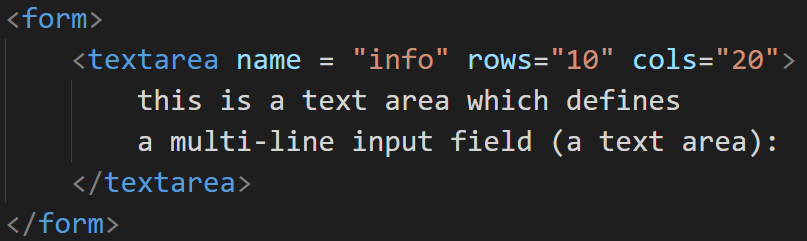 <form>
<textarea name = "info" rows="10" cols="20">
this is a text area which defines
a multi-line input field (a text area):
</textarea>
</form>